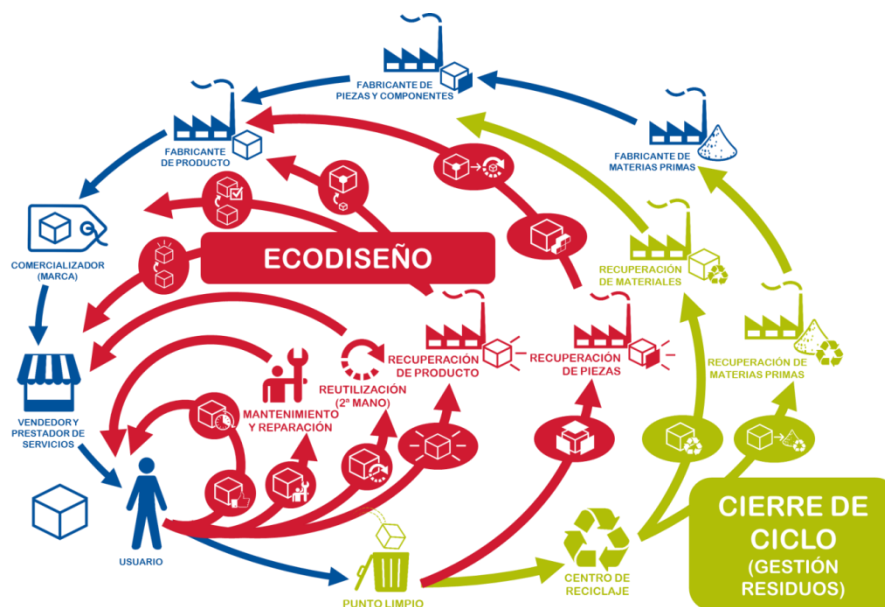 FABRICANTE DE
PIEZAS Y COMPONENTES
FABRICANTE
DE PRODUCTO
FABRICANTE DE
MATERIAS PRIMAS
COMERCIALIZADOR
(MARCA)
ECODISEÑO
RECUPERACIÓN
DE MATERIALES
RECUPERACIÓN
DE PRODUCTO
RECUPERACIÓN
DE PIEZAS
RECUPERACIÓN DE
MATERIAS PRIMAS
REUTILIZACIÓN
(2ª MANO)
MANTENIMIENTO
Y REPARACIÓN
VENDEDOR Y
PRESTADOR DE
SERVICIOS
USUARIO
PUNTO LIMPIO
CENTRO DE
RECICLAJE
CIERRE DE
CICLO
(GESTIÓN
RESIDUOS)